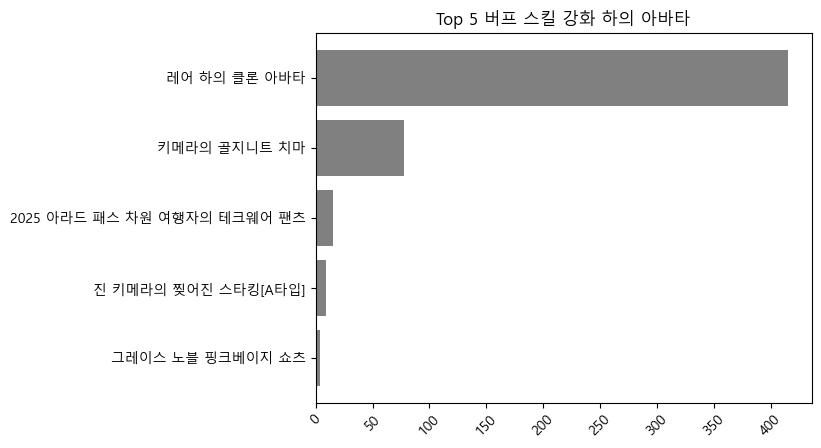 Top 5 버프 스킬 강화 하의 아바타
레어 하의 클론 아바타
키메라의 골지니트 치마
2025 아라드 패스 차원 여행자의 테크웨어 팬츠
진 키메라의 찢어진 스타킹[A타입]
그레이스 노블 핑크베이지 쇼츠
0 50 100 150 200 250 300 350 400